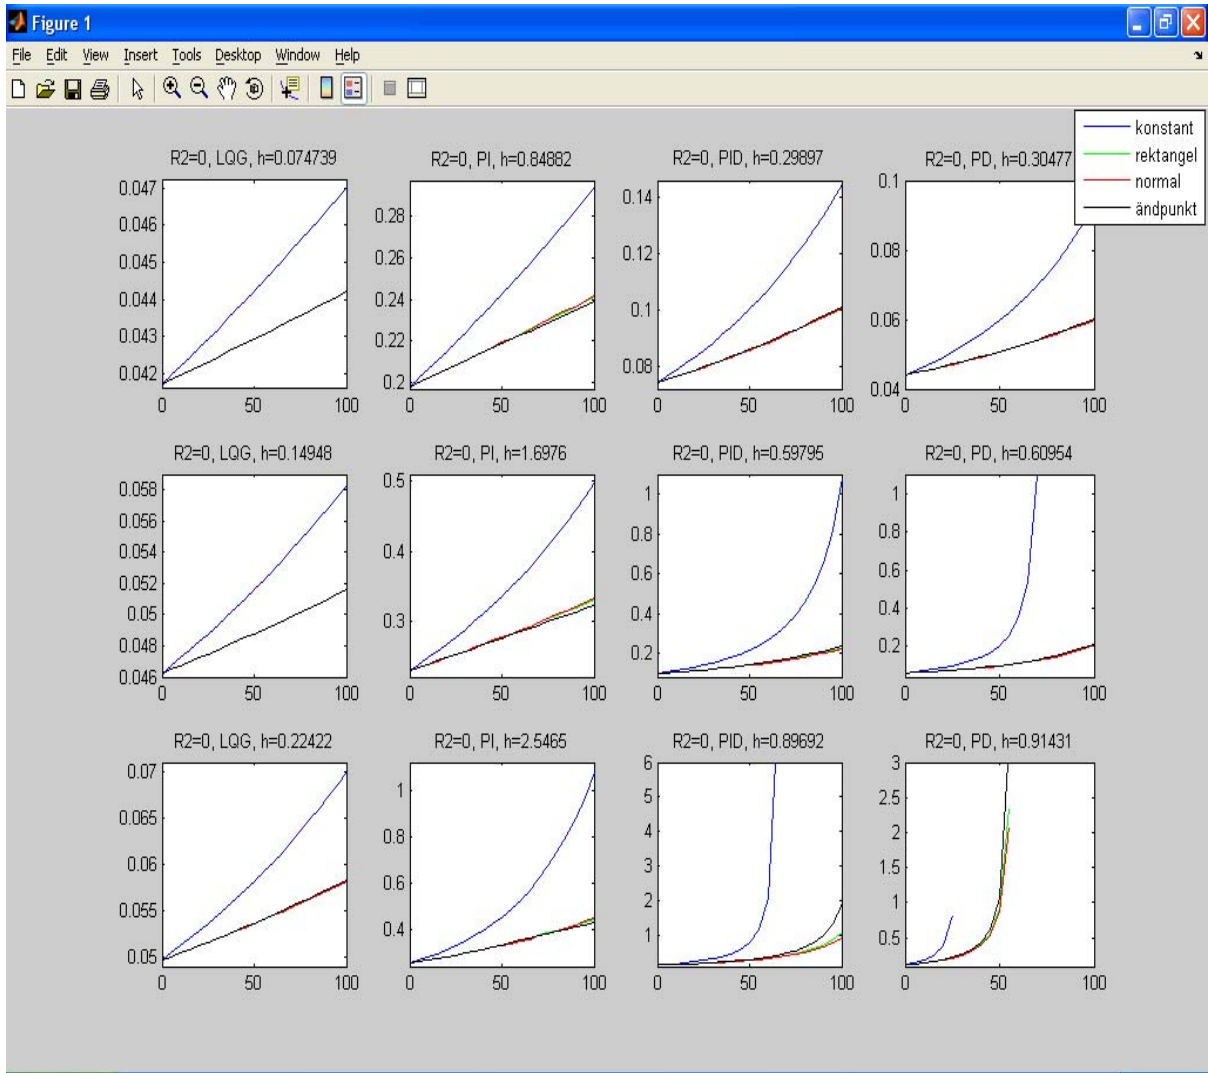 Figure 1
File Edit View Insert Tools Desktop Window Help
konstant
rektangel
normal
ändpunkt
R2=0, LQG, h=0.074739
0.047
0.046
0.045
0.044
0.043
0.042
0 50 100
R2=0, PI, h=0.84882
0.28
0.26
0.24
0.22
0.2
0 50 100
R2=0, PID, h=0.29897
0.14
0.12
0.1
0.08
0 50 100
R2=0, PD, h=0.30477
0.1
0.08
0.06
0.04
0 50 100
R2=0, LQG, h=0.14948
0.058
0.056
0.054
0.052
0.05
0.048
0.046
0 50 100
R2=0, PI, h=1.6976
0.5
0.4
0.3
0 50 100
R2=0, PID, h=0.59795
1
0.8
0.6
0.4
0.2
0 50 100
R2=0, PD, h=0.60954
1
0.8
0.6
0.4
0.2
0 50 100
R2=0, LQG, h=0.22422
0.07
0.065
0.06
0.055
0.05
0 50 100
R2=0, PI, h=2.5465
1
0.8
0.6
0.4
0 50 100
R2=0, PID, h=0.89692
6
5
4
3
2
1
0 50 100
R2=0, PD, h=0.91431
3
2.5
2
1.5
1
0.5
0 50 100